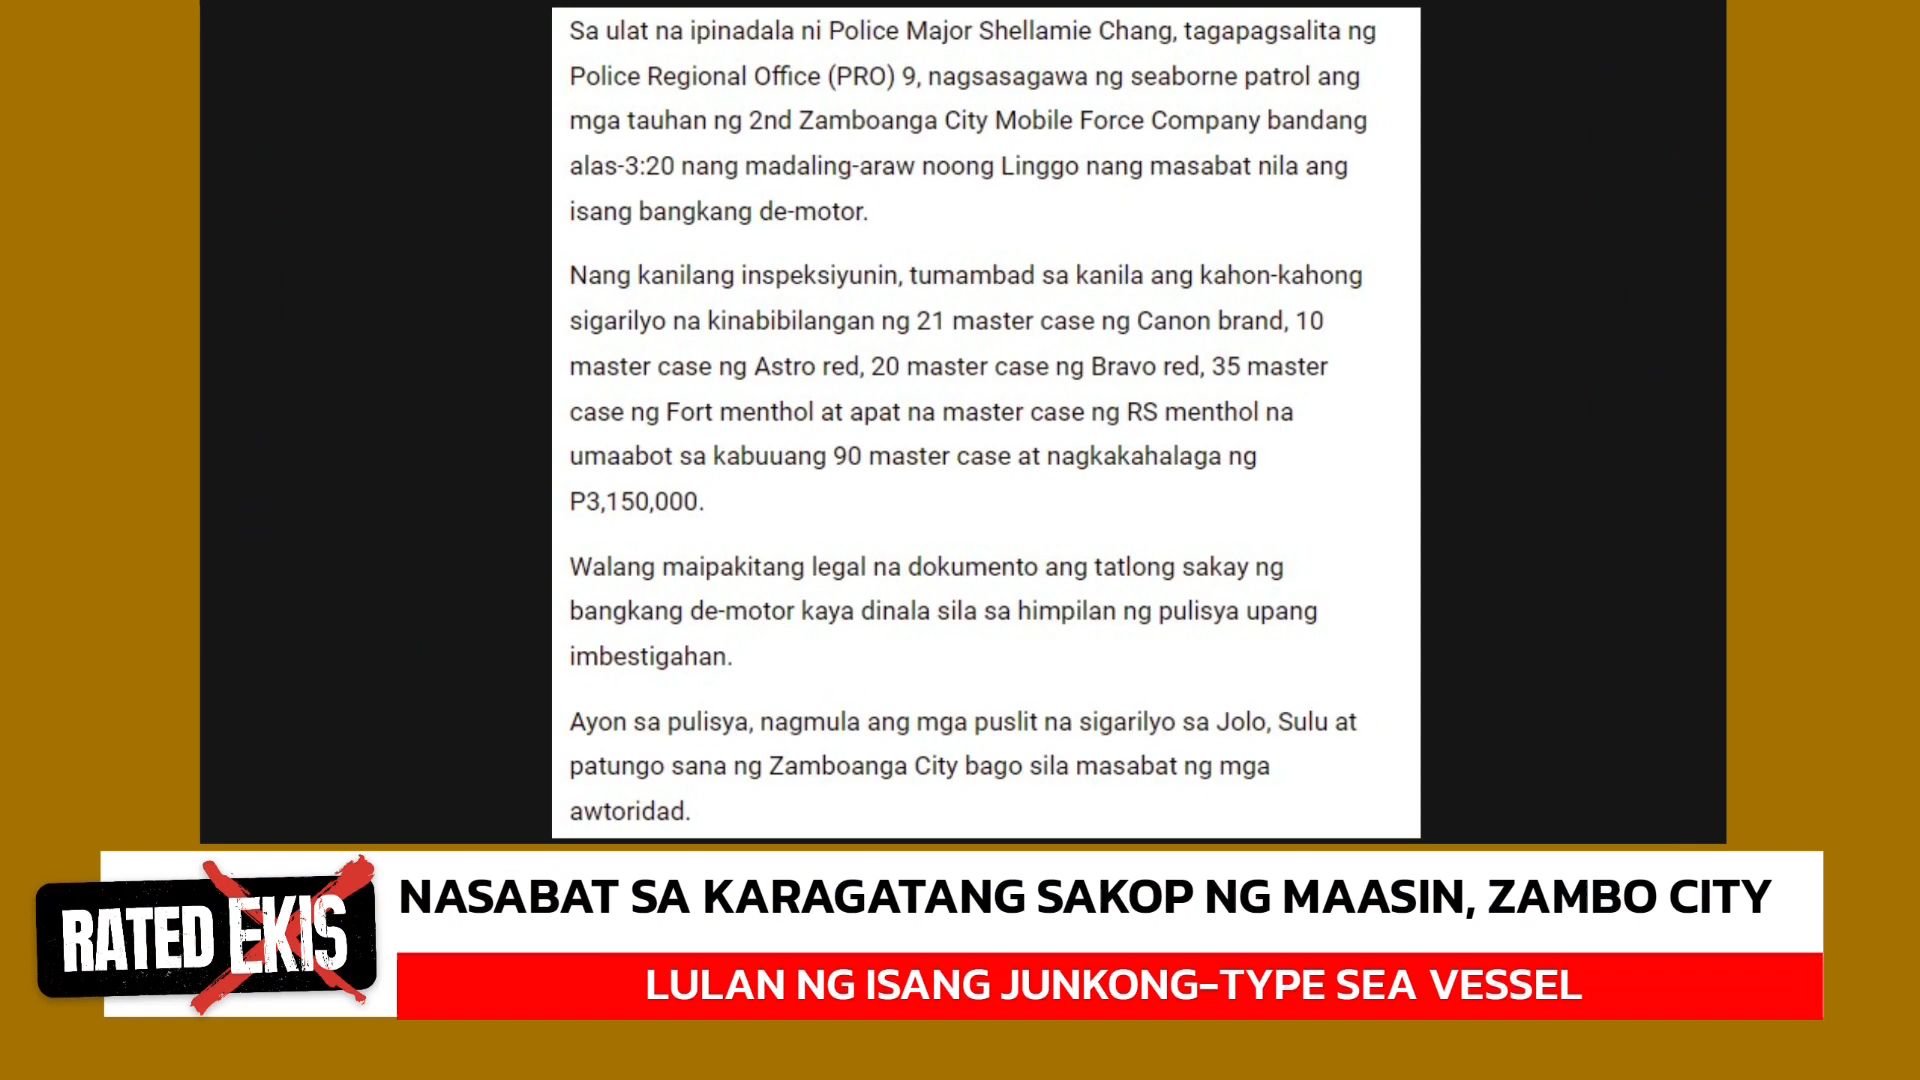 Sa ulat na ipinadala ni Police Major Shellamie Chang, tagapagsalita ng
Police Regional Office (PRO) 9, nagsasagawa ng seaborne patrol ang
mga tauhan ng 2nd Zamboanga City Mobile Force Company bandang
alas-3:20 nang madaling-araw noong Linggo nang masabat nila ang
isang bangkang de-motor.
Nang kanilang inspeksiyunin, tumambad sa kanila ang kahon-kahong
sigarilyo na kinabibilangan ng 21 master case ng Canon brand, 10
master case ng Astro red, 20 master case ng Bravo red, 35 master
case ng Fort menthol at apat na master case ng RS menthol na
umaabot sa kabuuang 90 master case at nagkakahalaga ng
P3,150,000.
Walang maipakitang legal na dokumento ang tatlong sakay ng
bangkang de-motor kaya dinala sila sa himpilan ng pulisya upang
imbestigahan.
Ayon sa pulisya, nagmula ang mga puslit na sigarilyo sa Jolo, Sulu at
patungo sana ng Zamboanga City bago sila masabat ng mga
awtoridad.
RATED EKIS
NASABAT SA KARAGATANG SAKOP NG MAASIN, ZAMBO CITY
LULAN NG ISANG JUNKONG-TYPE SEA VESSEL